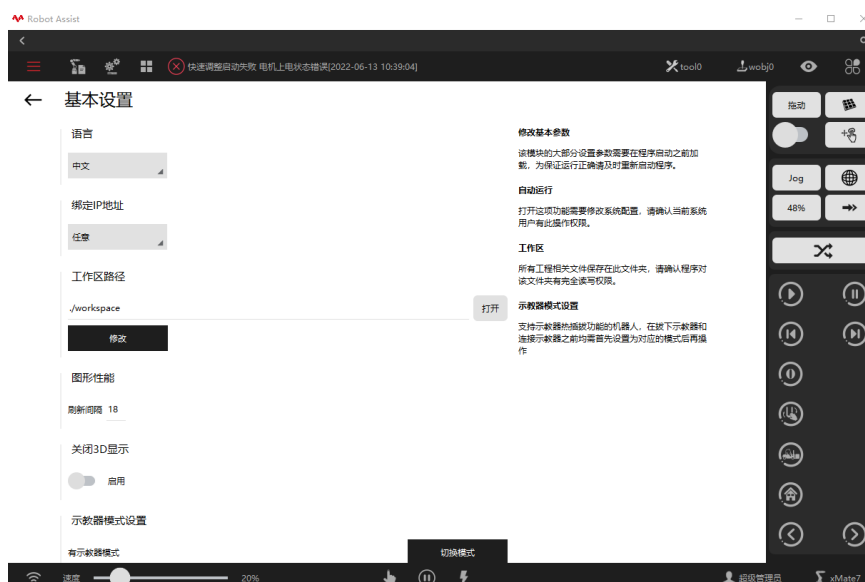 Robot Assist
快速调整启动失败 电机上电状态错误[2022-06-13 10:39:04]
tool0
wobj0
基本设置
语言
中文
绑定IP地址
任意
工作区路径
./workspace
打开
修改
图形性能
刷新间隔 18
关闭3D显示
启用
示教器模式设置
有示教器模式
切换模式
修改基本参数
该模块的大部分设置参数需要在程序启动之前加
载，为保证运行正确请及时重新启动程序。
自动运行
打开这项功能需要修改系统配置，请确认当前系统
用户有此操作权限。
工作区
所有工程相关文件保存在此文件夹，请确认程序对
该文件夹有完全读写权限。
示教器模式设置
支持示教器热插拔功能的机器人，在拔下示教器和
连接示教器之前均需首先设置为对应的模式后再操
作
拖动
Jog
48%
速度
20%
超级管理员
xMate7